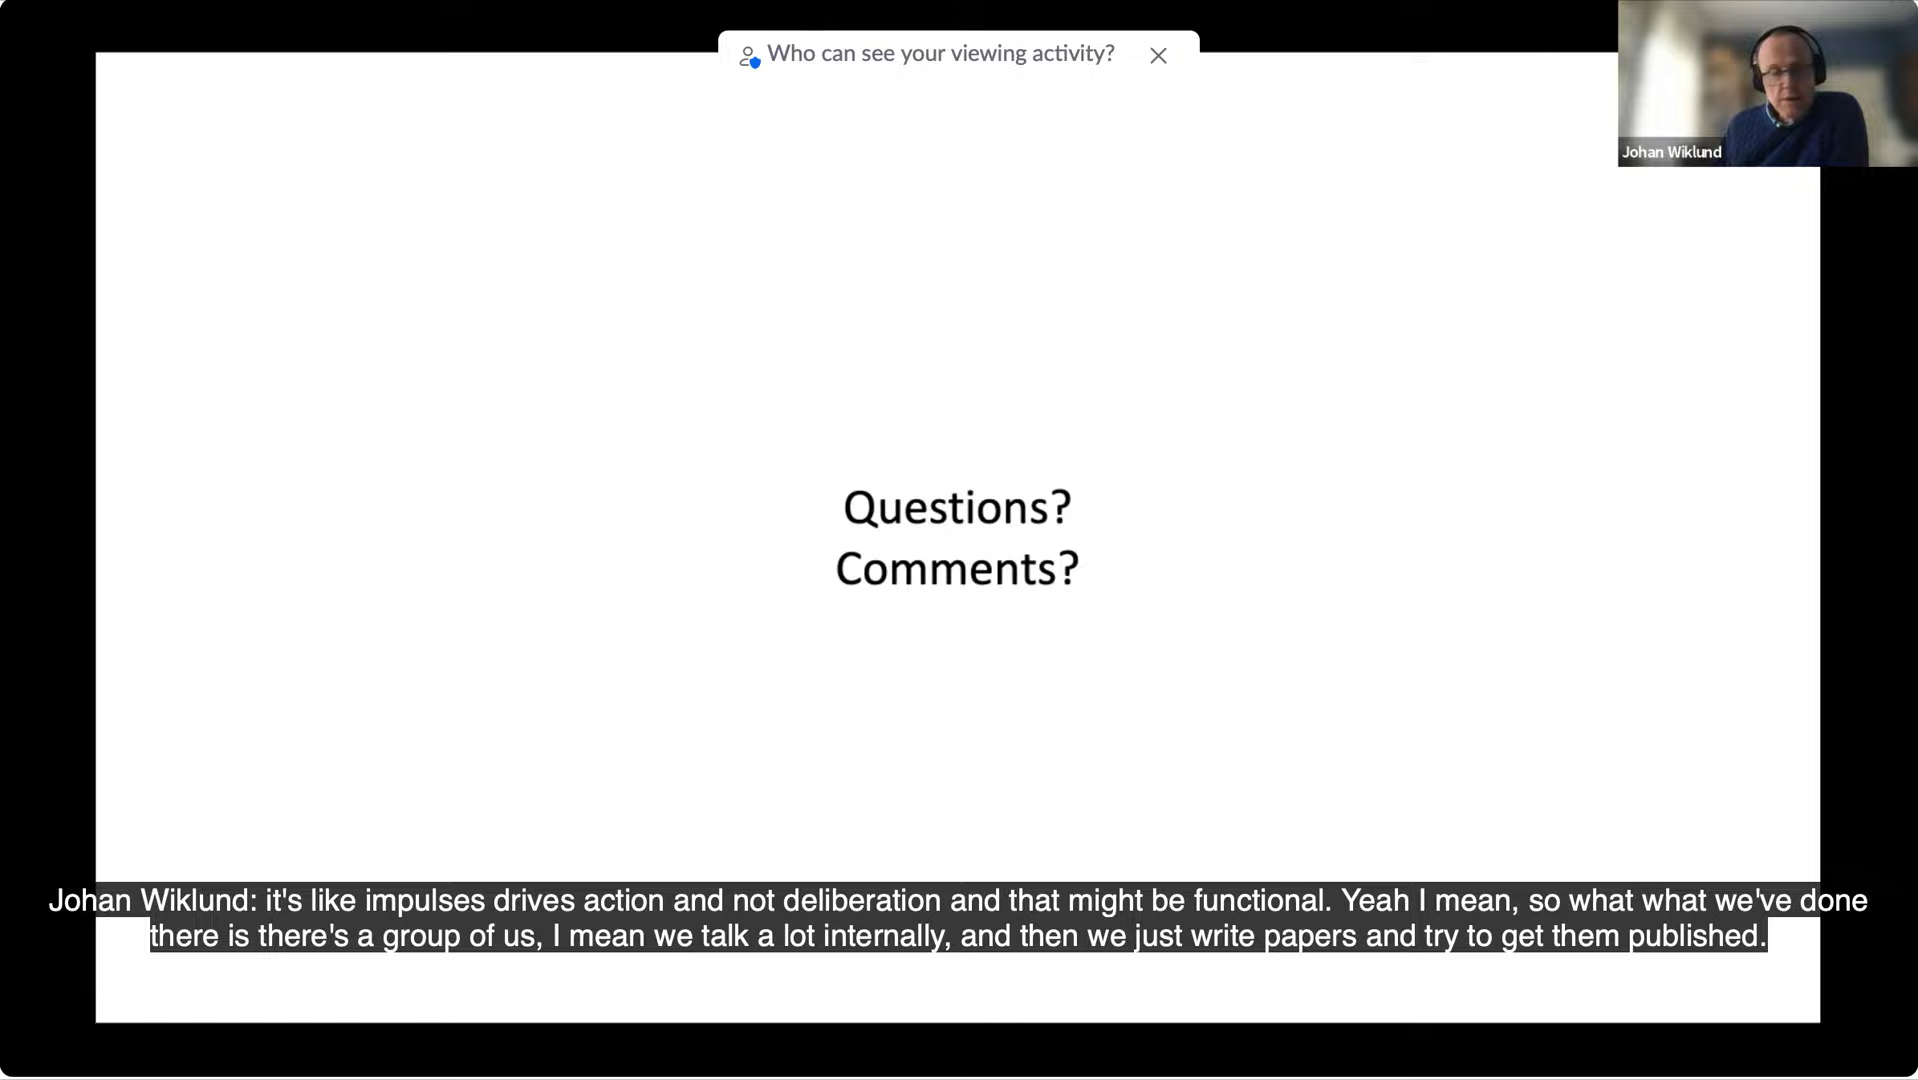 Who can see your viewing activity?
Johan Wiklund
Questions?
Comments?
Johan Wiklund: it's like impulses drives action and not deliberation and that might be functional. Yeah I mean, so what what we've done
there is there's a group of us, I mean we talk a lot internally, and then we just write papers and try to get them published.